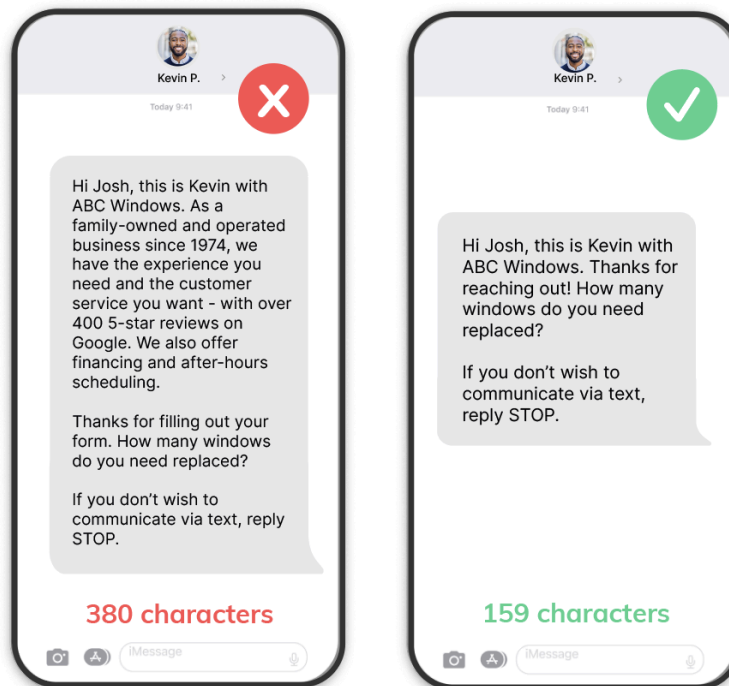 Kevin P.
Today 9:41
Hi Josh, this is Kevin with
ABC Windows. As a
family-owned and operated
business since 1974, we
have the experience you
need and the customer
service you want - with over
400 5-star reviews on
Google. We also offer
financing and after-hours
scheduling.
Thanks for filling out your
form. How many windows
do you need replaced?
If you don’t wish to
communicate via text, reply
STOP.
380 characters
iMessage
Kevin P.
Today 9:41
Hi Josh, this is Kevin with
ABC Windows. Thanks for
reaching out! How many
windows do you need
replaced?
If you don’t wish to
communicate via text,
reply STOP.
159 characters
iMessage